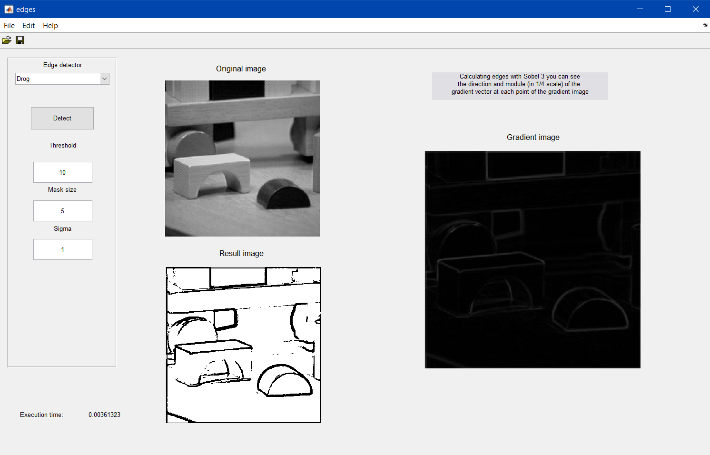 edges
File Edit Help
Edge detector
Drog
Detect
Threshold
10
Mask size
5
Sigma
1
Execution time: 0.00361323
Original image
Result image
Calculating edges with Sobel 3 you can see
the direction and module (in 1/4 scale) of the
gradient vector at each point of the gradient image
Gradient image